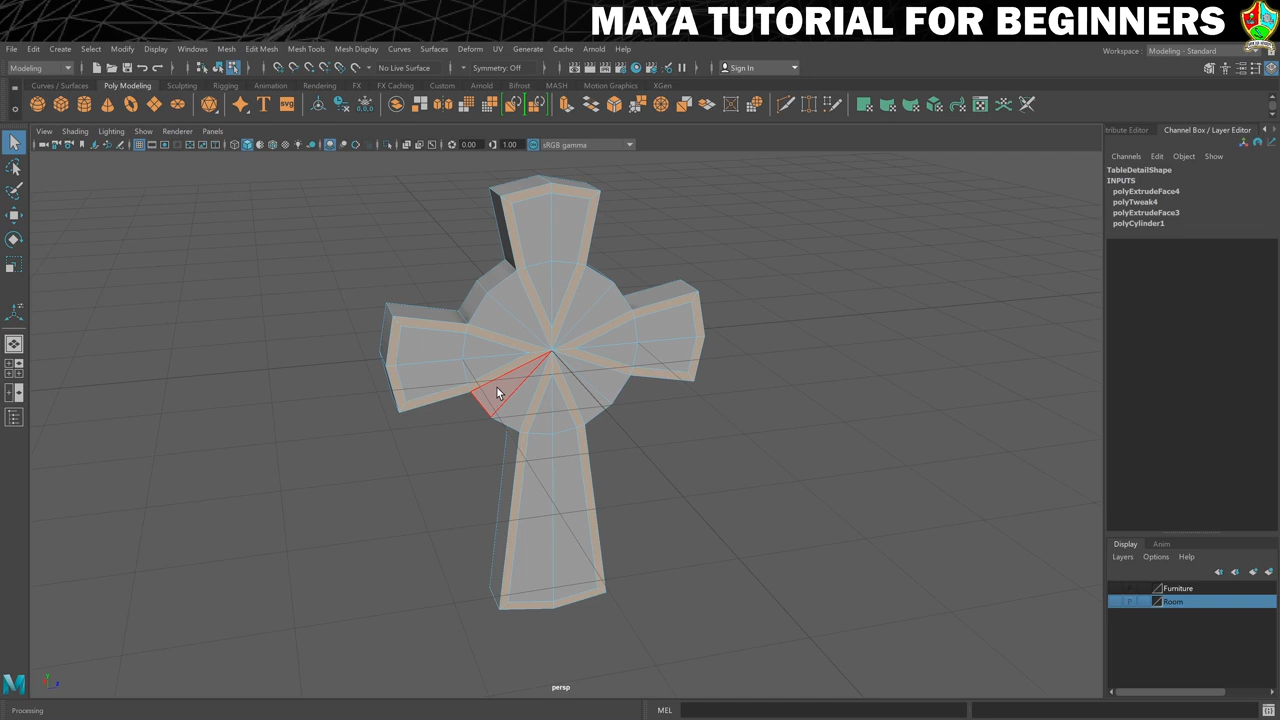 MAYA TUTORIAL FOR BEGINNERS
File Edit Create Select Modify Display Windows Mesh Edit Mesh Mesh Tools Mesh Display Curves Surfaces Deform UV Generate Cache Arnold Help
Workspace : Modeling - Standard
Modeling No Live Surface Symmetry: Off Sign In
Curves / Surfaces Poly Modeling Sculpting Rigging Animation Rendering FX FX Caching Custom Arnold Bifrost MASH Motion Graphics XGen
View Shading Lighting Show Renderer Panels
0.00 1.00 sRGB gamma
tribute Editor Channel Box / Layer Editor
Channels Edit Object Show
TableDetailShape
INPUTS
polyExtrudeFace4
polyTweak4
polyExtrudeFace3
polyCylinder1
Display Anim
Layers Options Help
Furniture
P Room
persp
Processing MEL